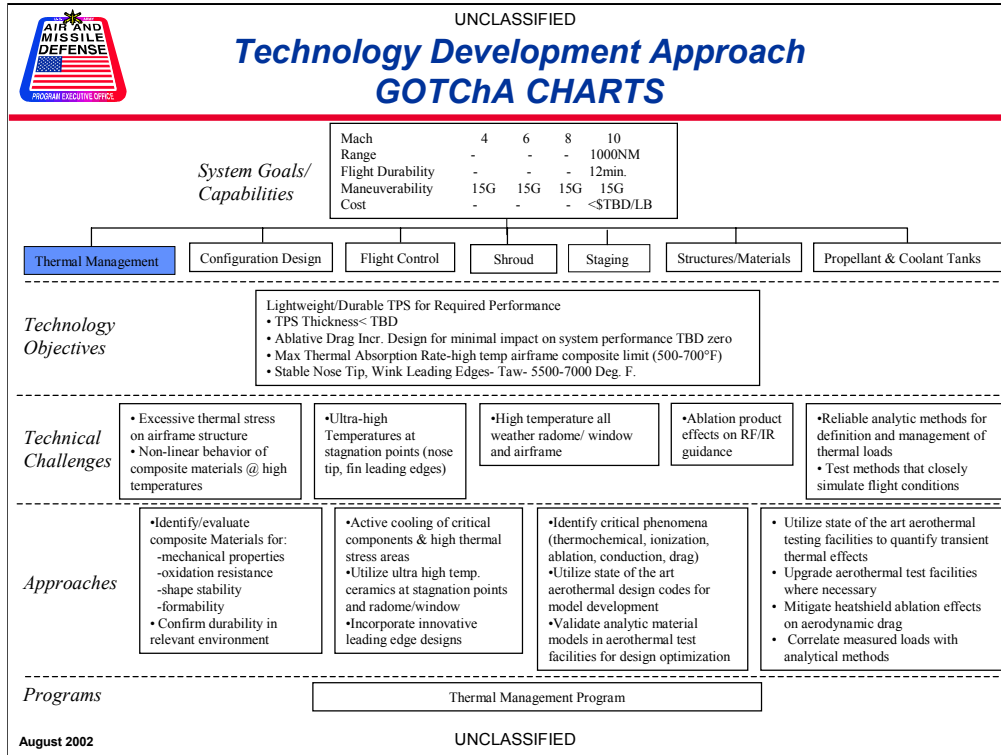 UNCLASSIFIED
U.S. ARMY
AIR AND
MISSILE
DEFENSE
PROGRAM EXECUTIVE OFFICE
Technology Development Approach
GOTChA CHARTS
System Goals/
Capabilities
Mach 4 6 8 10
Range - - - 1000NM
Flight Durability - - - 12min.
Maneuverability 15G 15G 15G 15G
Cost - - - <$TBD/LB
Thermal Management
Configuration Design
Flight Control
Shroud
Staging
Structures/Materials
Propellant & Coolant Tanks
Technology
Objectives
Lightweight/Durable TPS for Required Performance
• TPS Thickness< TBD
• Ablative Drag Incr. Design for minimal impact on system performance TBD zero
• Max Thermal Absorption Rate-high temp airframe composite limit (500-700°F)
• Stable Nose Tip, Wink Leading Edges- Taw- 5500-7000 Deg. F.
Technical
Challenges
• Excessive thermal stress
on airframe structure
• Non-linear behavior of
composite materials @ high
temperatures
•Ultra-high
Temperatures at
stagnation points (nose
tip, fin leading edges)
•High temperature all
weather radome/ window
and airframe
•Ablation product
effects on RF/IR
guidance
•Reliable analytic methods for
definition and management of
thermal loads
• Test methods that closely
simulate flight conditions
Approaches
•Identify/evaluate
composite Materials for:
-mechanical properties
-oxidation resistance
-shape stability
-formability
• Confirm durability in
relevant environment
•Active cooling of critical
components & high thermal
stress areas
•Utilize ultra high temp.
ceramics at stagnation points
and radome/window
•Incorporate innovative
leading edge designs
•Identify critical phenomena
(thermochemical, ionization,
ablation, conduction, drag)
•Utilize state of the art
aerothermal design codes for
model development
•Validate analytic material
models in aerothermal test
facilities for design optimization
• Utilize state of the art aerothermal
testing facilities to quantify transient
thermal effects
• Upgrade aerothermal test facilities
where necessary
• Mitigate heatshield ablation effects
on aerodynamic drag
• Correlate measured loads with
analytical methods
Programs
Thermal Management Program
August 2002
UNCLASSIFIED